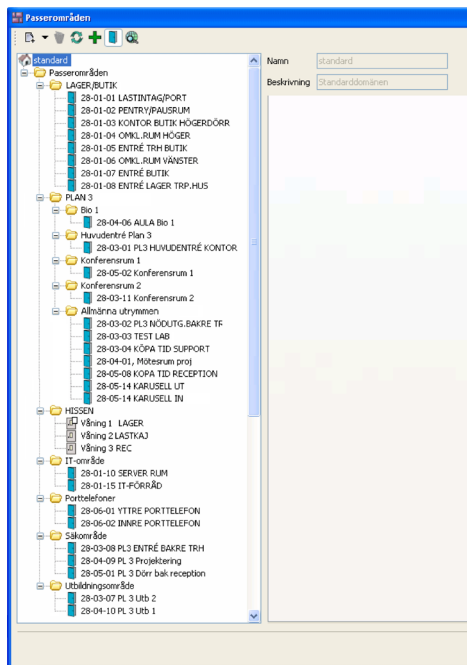 Passerområden
standard
Namn standard
Beskrivning Standarddomänen
Passerområden
LAGER/BUTIK
28-01-01 LASTINTAG/PORT
28-01-02 PENTRY/PAUSRUM
28-01-03 KONTOR BUTIK HÖGERDÖRR
28-01-04 OMKL.RUM HÖGER
28-01-05 ENTRÉ TRH BUTIK
28-01-06 OMKL.RUM VÄNSTER
28-01-07 ENTRÉ BUTIK
28-01-08 ENTRÉ LAGER TRP.HUS
PLAN 3
Bio 1
28-04-06 AULA Bio 1
Huvudentré Plan 3
28-03-01 PL3 HUVUDENTRÉ KONTOR
Konferensrum 1
28-05-02 Konferensrum 1
Konferensrum 2
28-03-11 Konferensrum 2
Allmänna utrymmen
28-03-02 PL3 NÖDUTG.BAKRE TF
28-03-03 TEST LAB
28-03-04 KÖPA TID SUPPORT
28-04-01, Mötesrum proj
28-05-08 KOPA TID RECEPTION
28-05-14 KARUSELL UT
28-05-14 KARUSELL IN
HISSEN
Våning 1 LAGER
Våning 2 LASTKAJ
Våning 3 REC
IT-område
28-01-10 SERVER RUM
28-01-15 IT-FÖRRÅD
Porttelefoner
28-06-01 YTTRE PORTTELEFON
28-06-02 INNRE PORTTELEFON
Säkområde
28-03-08 PL3 ENTRÉ BAKRE TRH
28-04-09 PL 3 Projektering
28-05-01 PL 3 Dörr bak reception
Utbildningsområde
28-03-07 PL 3 Utb 2
28-04-10 PL 3 Utb 1